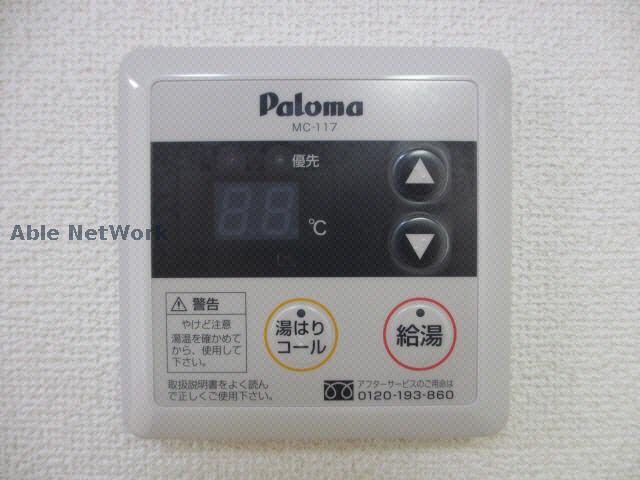 Paloma
MC-117
優先
88
℃
Able NetWork
警告
やけど注意
湯温を確かめて
から、使用して
下さい。
湯はり
コール
給湯
取扱説明書をよく読ん
で正しくご使用下さい。
アフターサービスのご用命は
0120-193-860